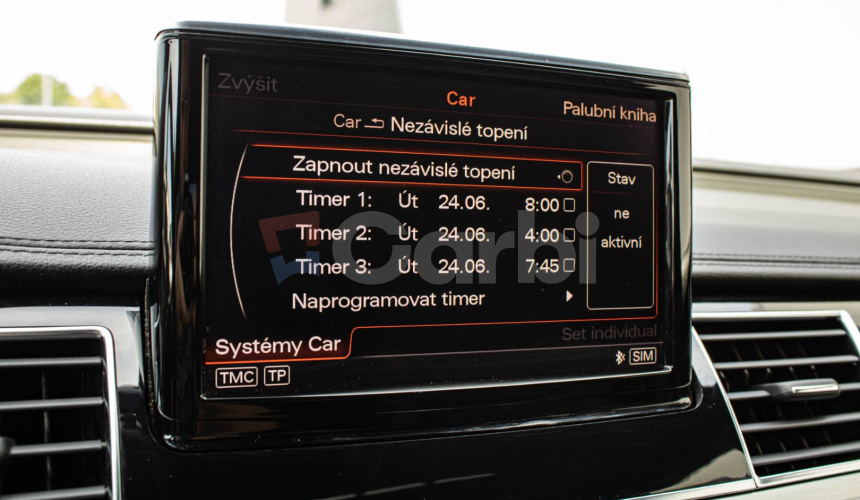 Zvýšit
Car
Palubní kniha
Car Nezávislé topení
Zapnout nezávislé topení
Stav
Timer 1: Út 24.06. 8:00
ne
Timer 2: Út 24.06. 4:00
aktivní
Timer 3: Út 24.06. 7:45
Naprogramovat timer
Set individual
Systémy Car
SIM
TMC TP
Carbi